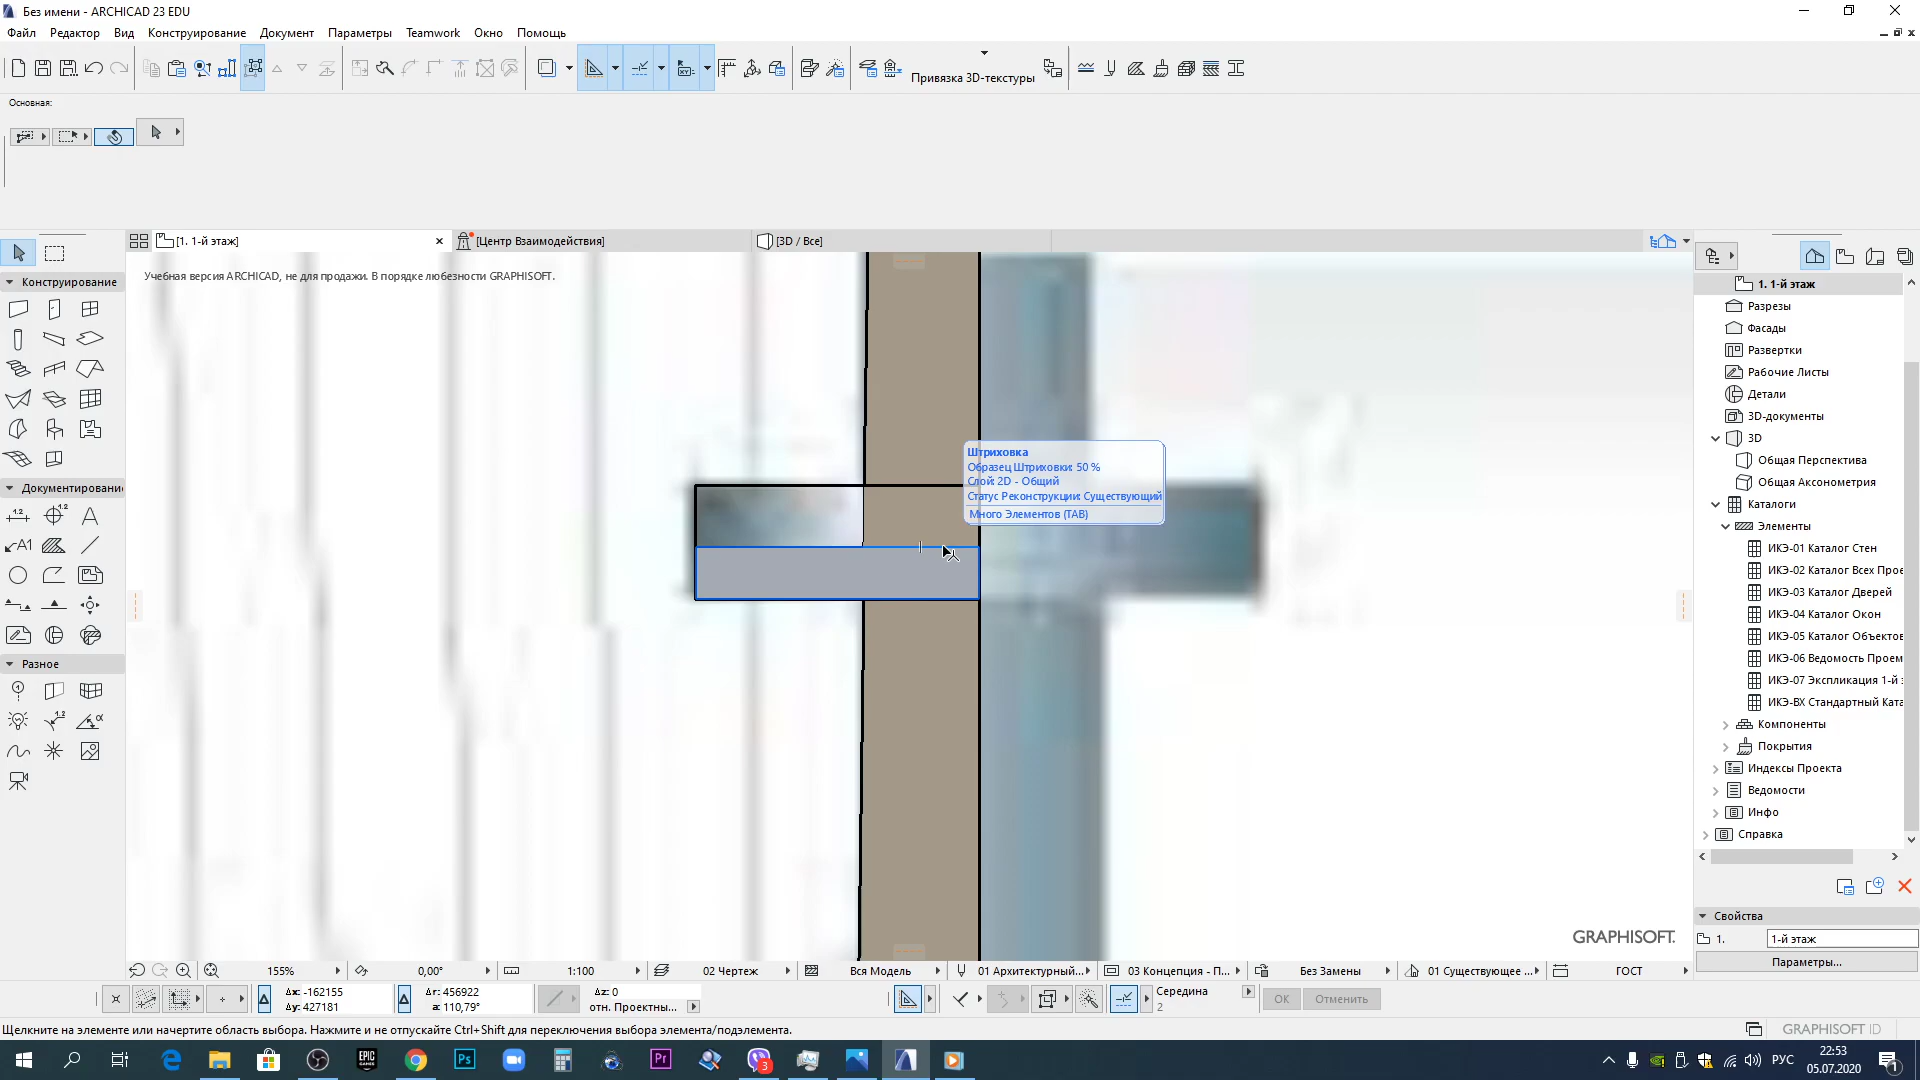 Без имени - ARCHICAD 23 EDU
Файл Редактор Вид Конструирование Документ Параметры Teamwork Окно Помощь
Привязка 3D-текстуры
Основная:
[1. 1-й этаж]
[Центр Взаимодействия]
[3D / Все]
Учебная версия ARCHICAD, не для продажи. В порядке любезности GRAPHISOFT.
Конструирование
Документировани
Разное
Штриховка
Образец Штриховки: 50 %
Слой: 2D - Общий
Статус Реконструкции: Существующий
Много Элементов (TAB)
1. 1-й этаж
Разрезы
Фасады
Развертки
Рабочие Листы
Детали
3D-документы
3D
Общая Перспектива
Общая Аксонометрия
Каталоги
Элементы
ИКЭ-01 Каталог Стен
ИКЭ-02 Каталог Всех Прое
ИКЭ-03 Каталог Дверей
ИКЭ-04 Каталог Окон
ИКЭ-05 Каталог Объектов
ИКЭ-06 Ведомость Проем
ИКЭ-07 Экспликация 1-й э
ИКЭ-ВХ Стандартный Ката
Компоненты
Покрытия
Индексы Проекта
Ведомости
Инфо
Справка
Свойства
1. 1-й этаж
Параметры...
GRAPHISOFT.
155% 0,00° 1:100 02 Чертеж Вся Модель 01 Архитектурный... 03 Концепция - П... Без Замены 01 Существующее ... ГОСТ
Δx: -162155
Δy: 427181
Δr: 456922
a: 110,79°
Δz: 0
отн. Проектны...
Середина
2
OK Отменить
Щелкните на элементе или начертите область выбора. Нажмите и не отпускайте Ctrl+Shift для переключения выбора элемента/подэлемента.
GRAPHISOFT ID
EPIC GAMES
Ps
Pr
3
РУС
22:53
05.07.2020
1